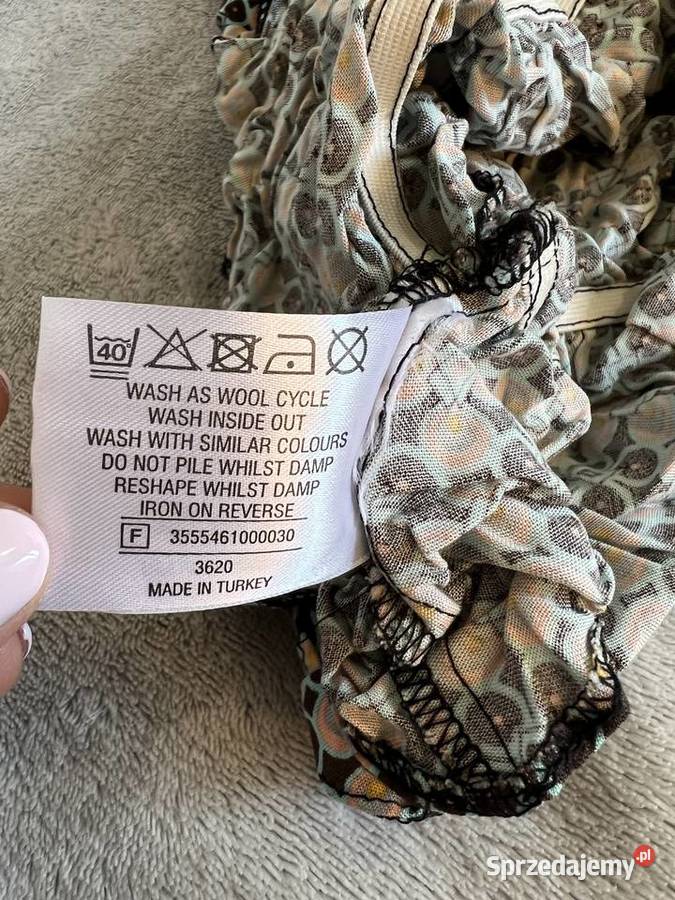 40°
WASH AS WOOL CYCLE
WASH INSIDE OUT
WASH WITH SIMILAR COLOURS
DO NOT PILE WHILST DAMP
RESHAPE WHILST DAMP
IRON ON REVERSE
F 3555461000030
3620
MADE IN TURKEY
Sprzedajemy.pl